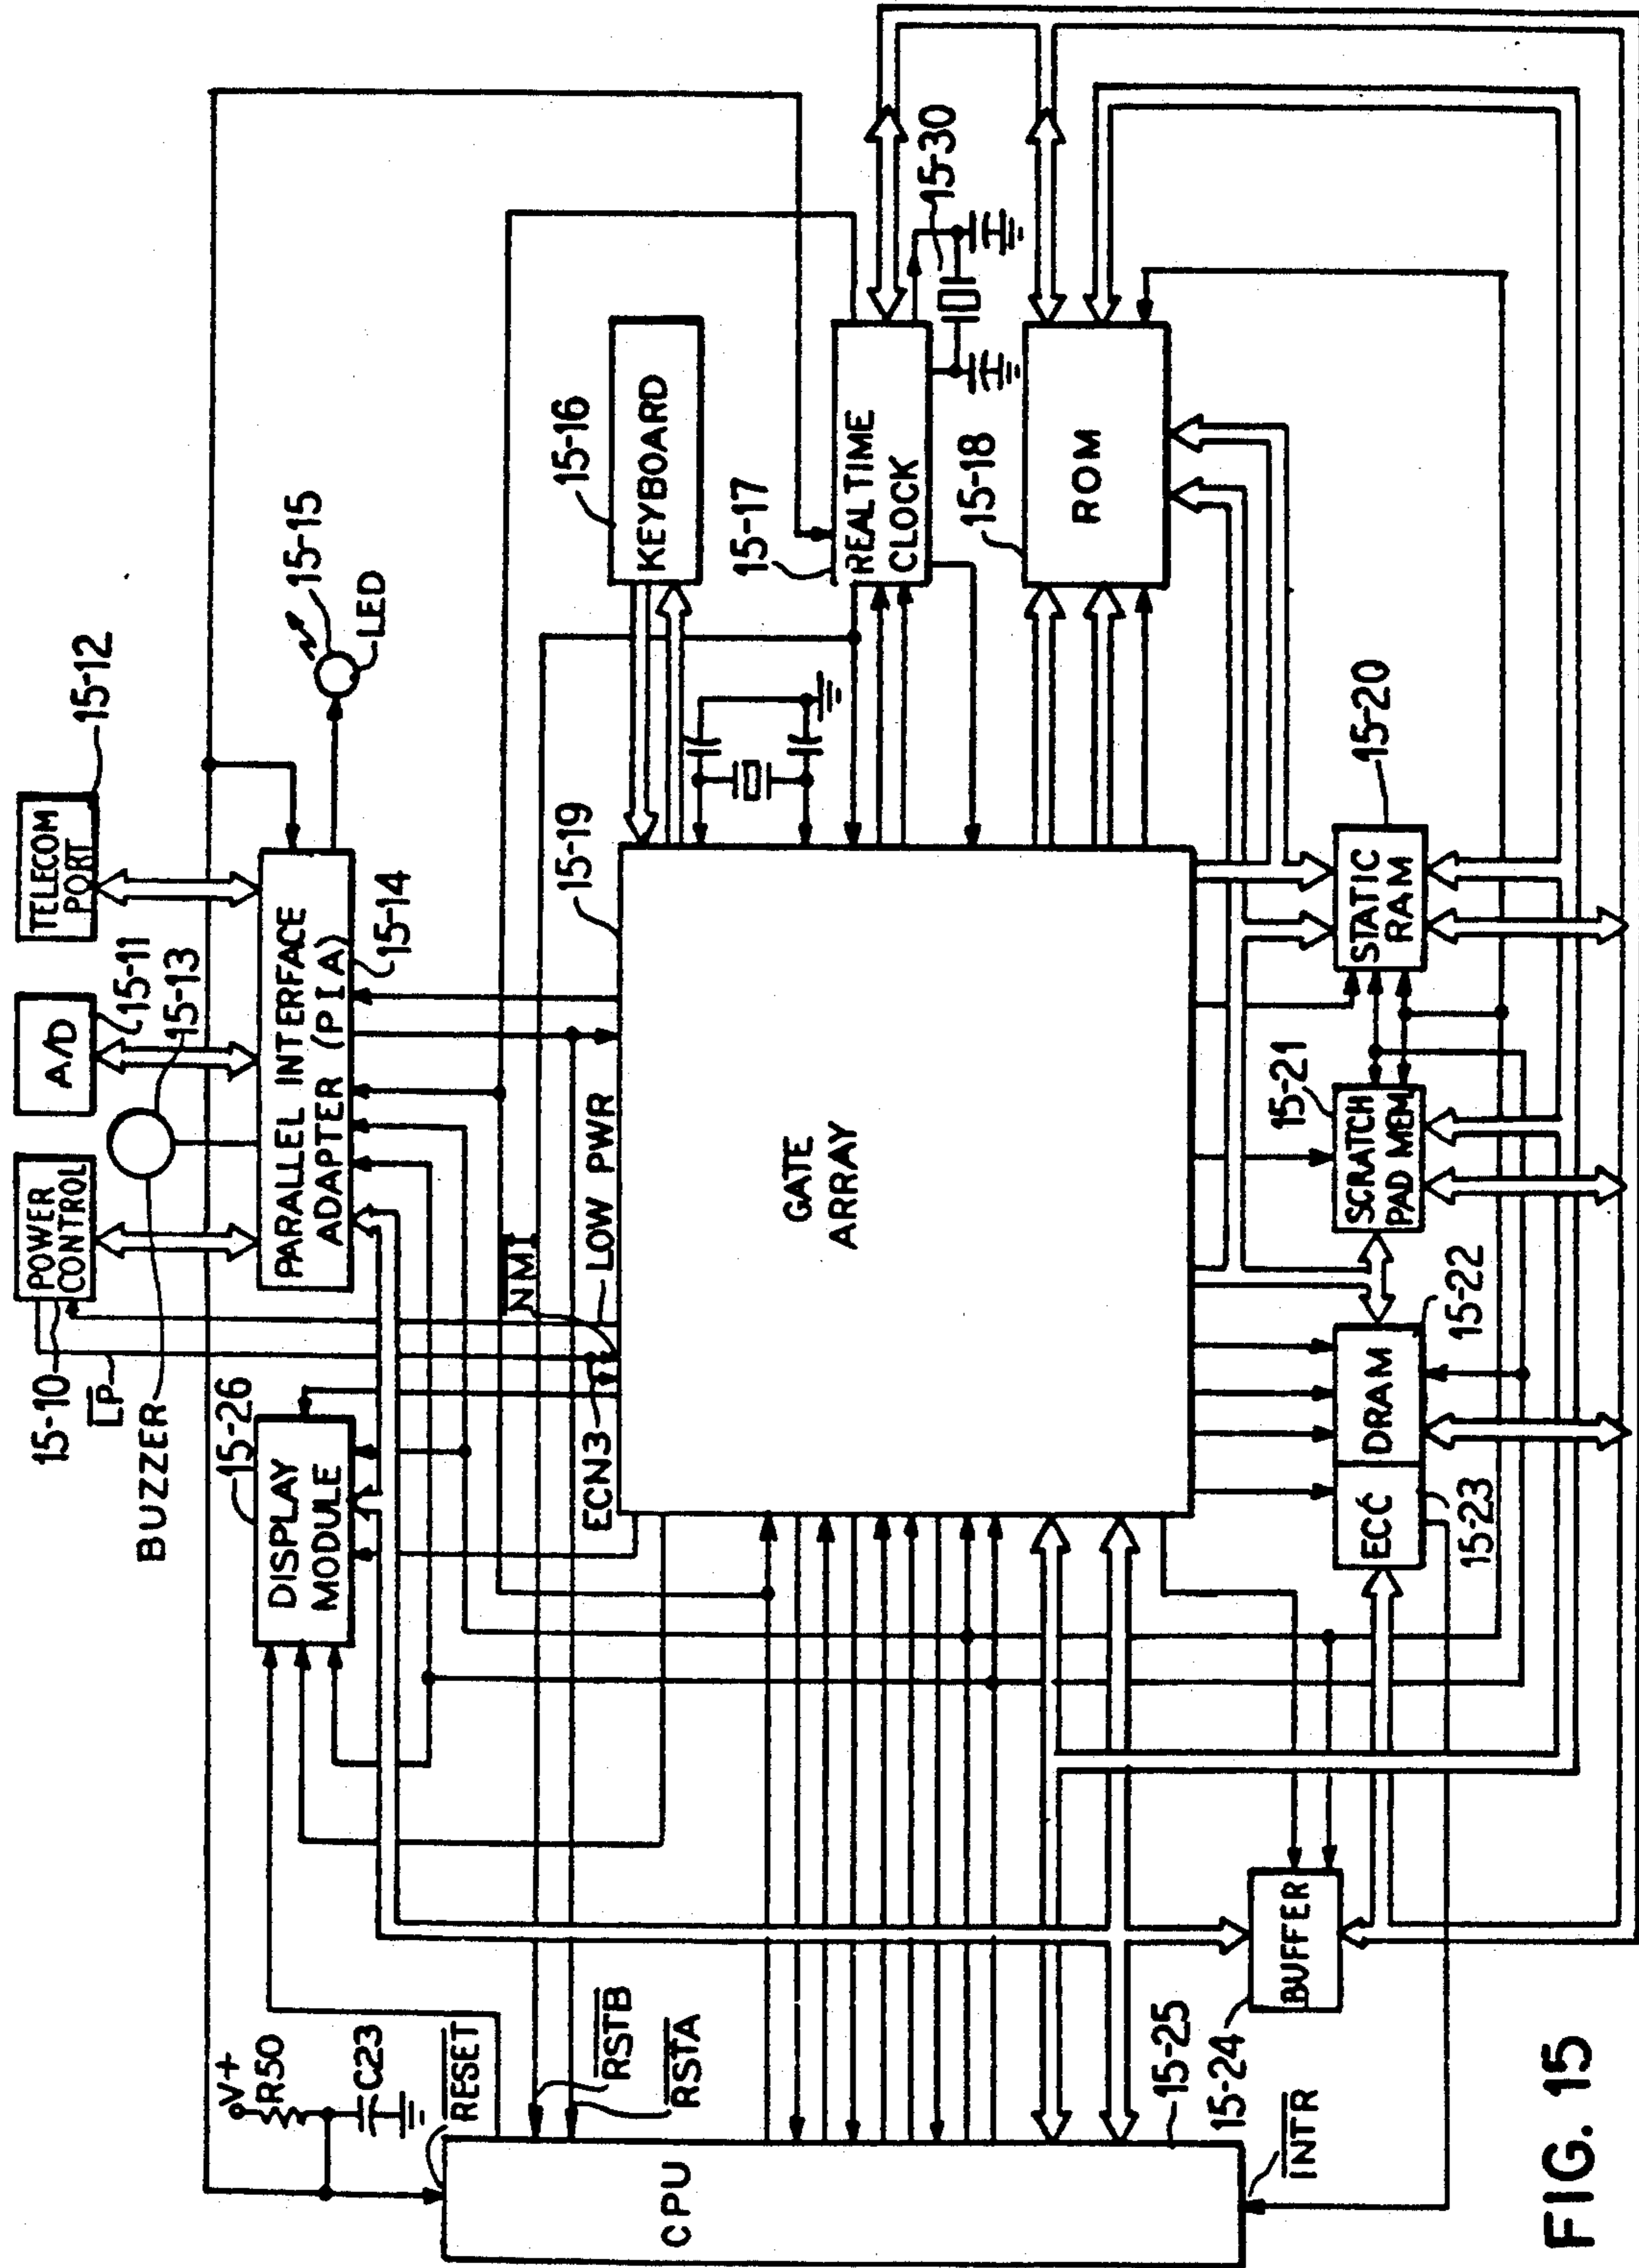 TELECOM
PORT
15-12
A/D
15-11
POWER
CONTROL
15-10
LP
BUZZER
15-13
PARALLEL INTERFACE
ADAPTER (PIA)
15-14
15-15
LED
15-26
DISPLAY
MODULE
V+
R50
C23
RESET
RSTB
RSTA
CPU
15-25
INTR
NMI
LOW PWR
ECN3
GATE
ARRAY
15-19
KEYBOARD
15-16
REALTIME
CLOCK
15-17
15-30
ROM
15-18
STATIC
RAM
15-20
SCRATCH
PAD MEM
15-21
DRAM
15-22
ECC
15-23
BUFFER
15-24
FIG. 15